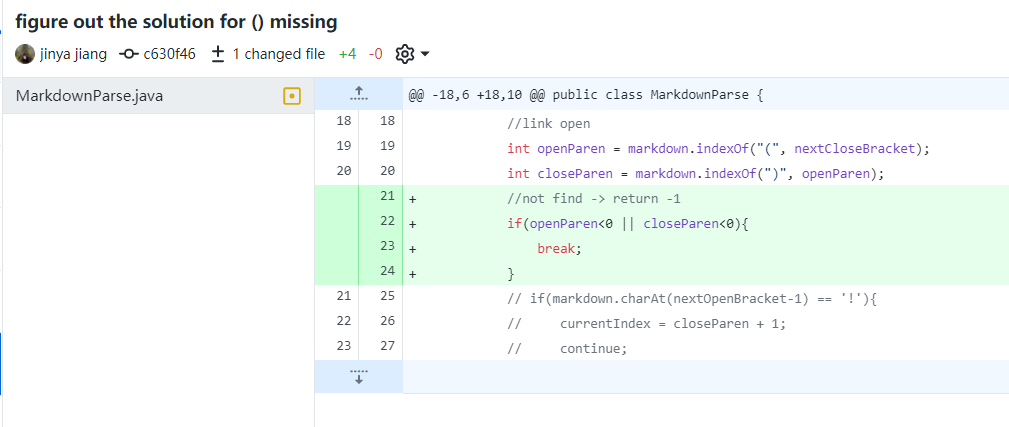 figure out the solution for () missing
jinya jiang c630f46 1 changed file +4 -0
MarkdownParse.java
@@ -18,6 +18,10 @@ public class MarkdownParse {
18 18 //link open
19 19 int openParen = markdown.indexOf("(", nextCloseBracket);
20 20 int closeParen = markdown.indexOf(")", openParen);
21 + //not find -> return -1
22 + if(openParen<0 || closeParen<0){
23 + break;
24 + }
21 25 // if(markdown.charAt(nextOpenBracket-1) == '!'){
22 26 // currentIndex = closeParen + 1;
23 27 // continue;